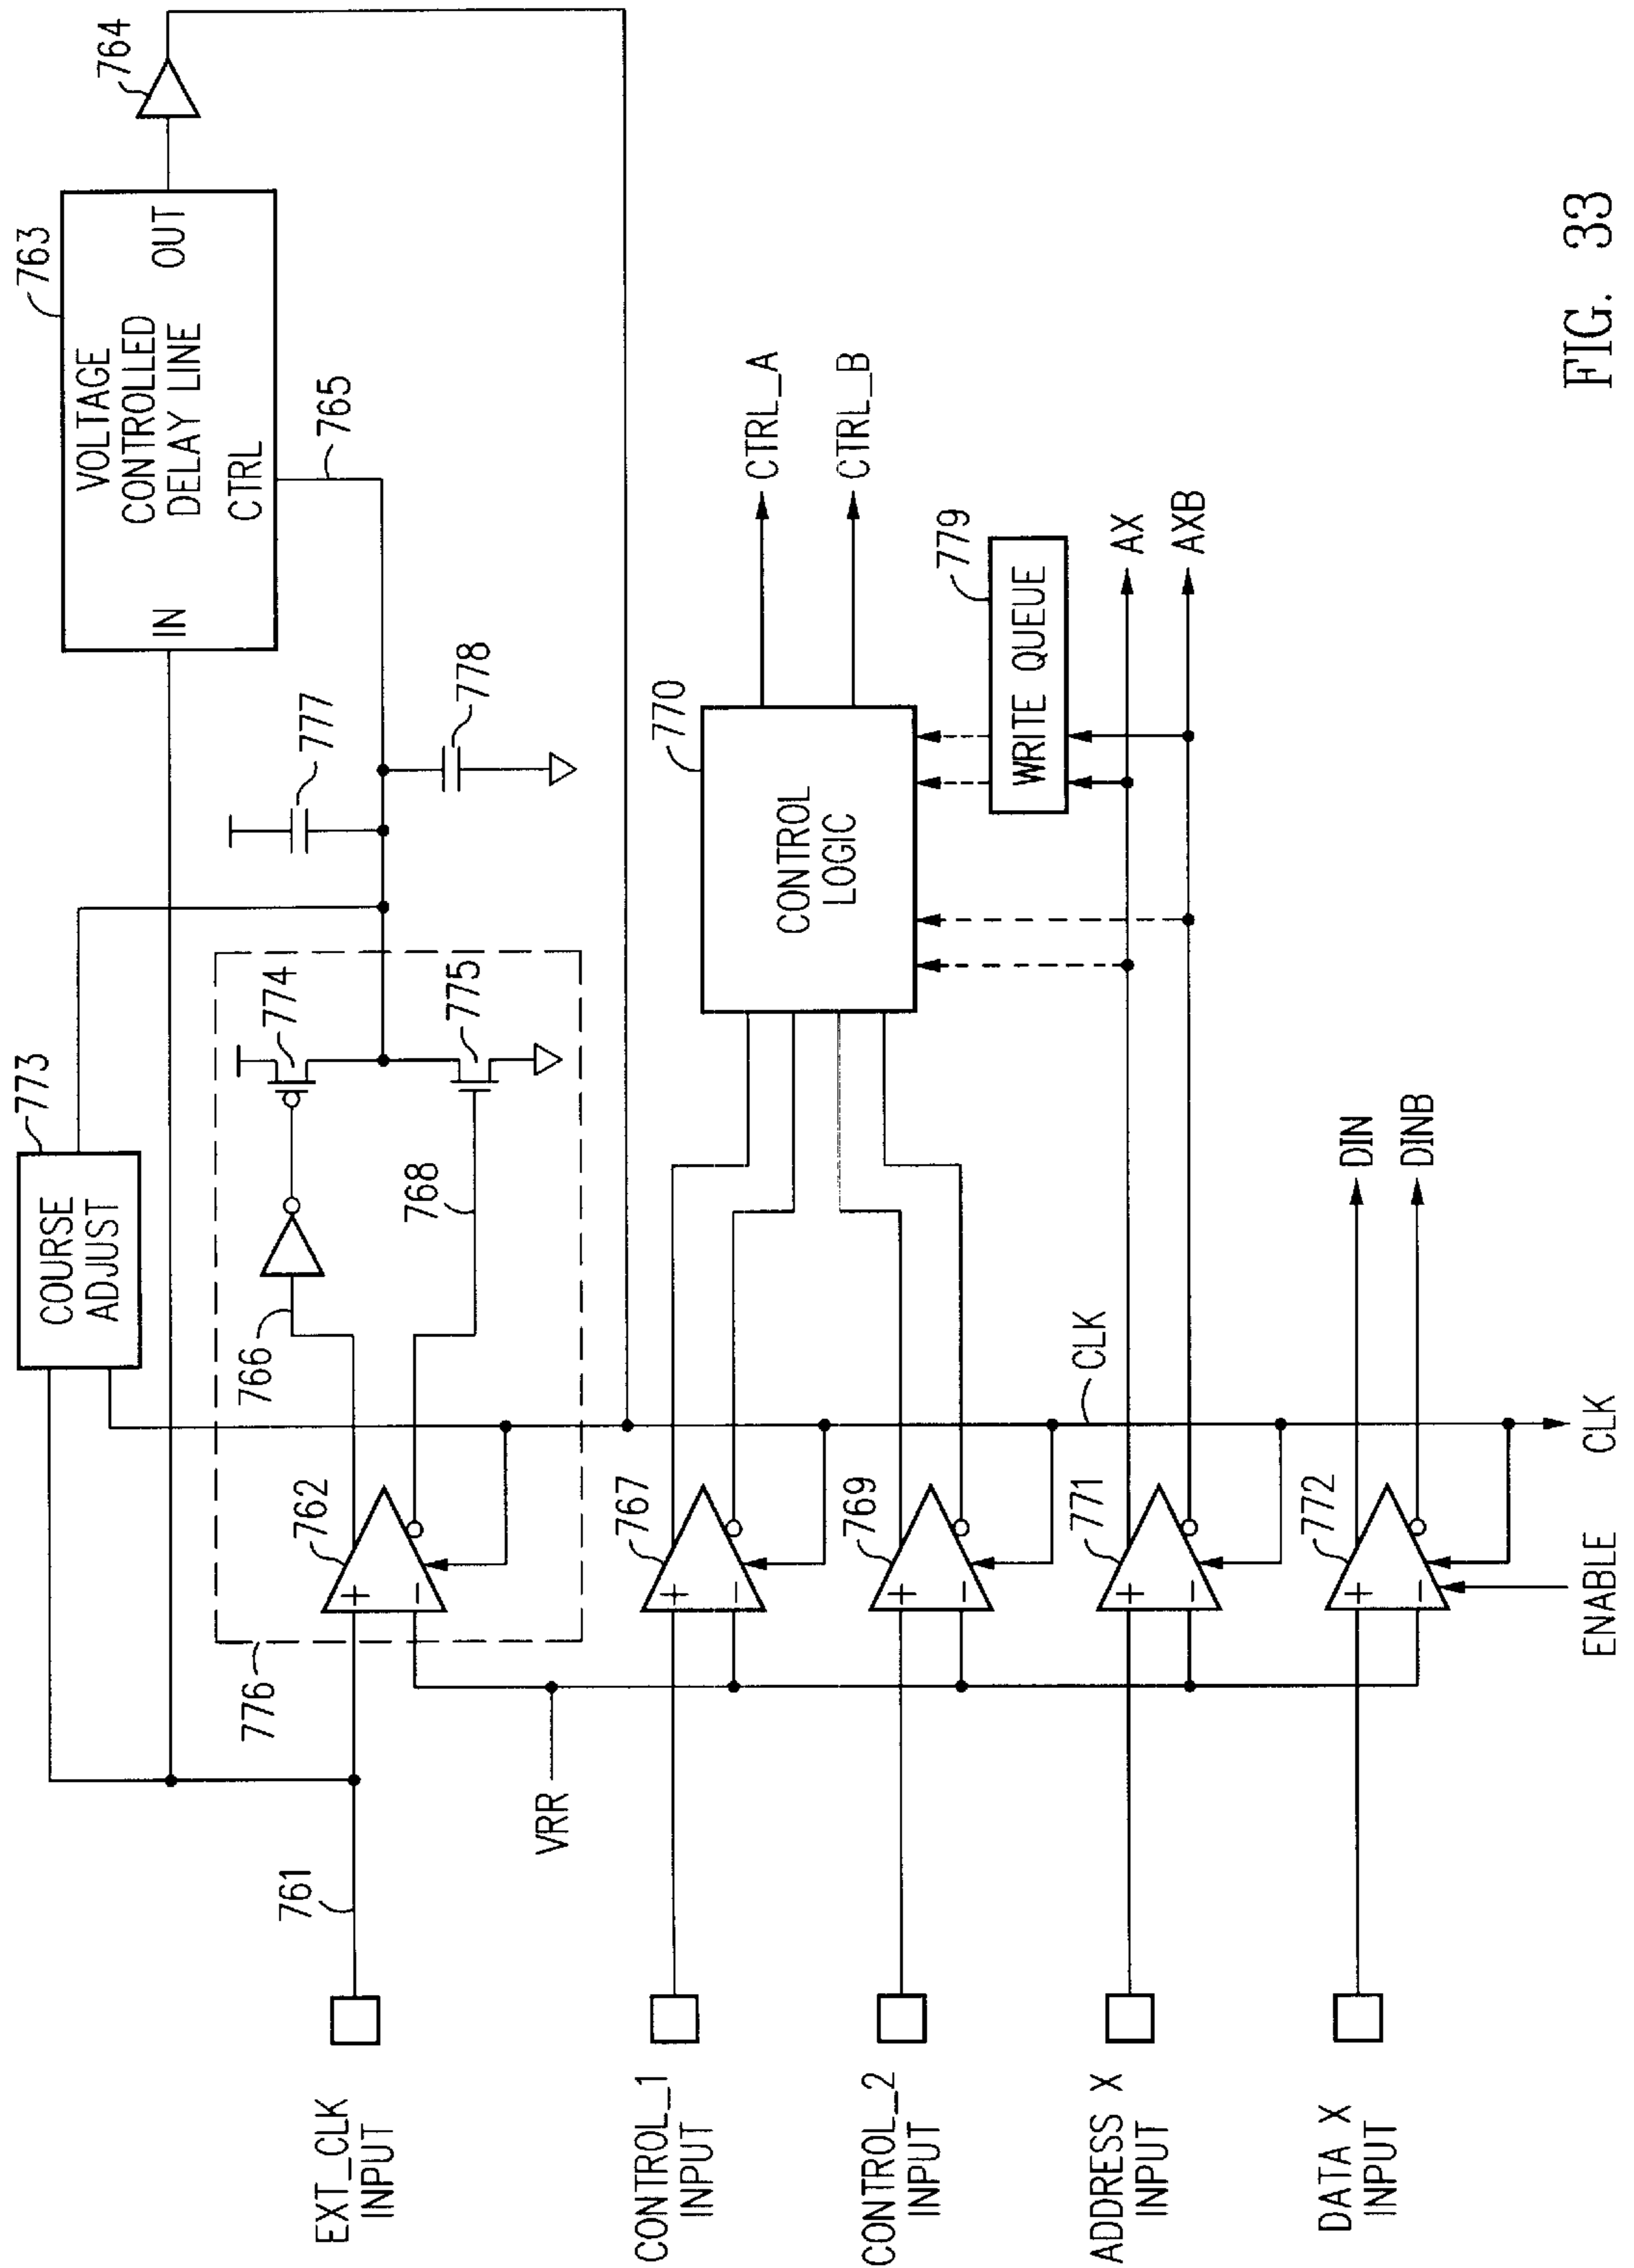 773
COURSE
ADJUST
763
VOLTAGE
CONTROLLED
DELAY LINE
IN
OUT
CTRL
764
765
777
778
774
775
766
768
776
762
761
EXT_CLK
INPUT
VRR
767
CONTROL_1
INPUT
769
CONTROL_2
INPUT
770
CONTROL
LOGIC
CTRL_A
CTRL_B
779
WRITE QUEUE
771
ADDRESS X
INPUT
CLK
AX
AXB
772
DATA X
INPUT
DIN
DINB
ENABLE
CLK
FIG. 33